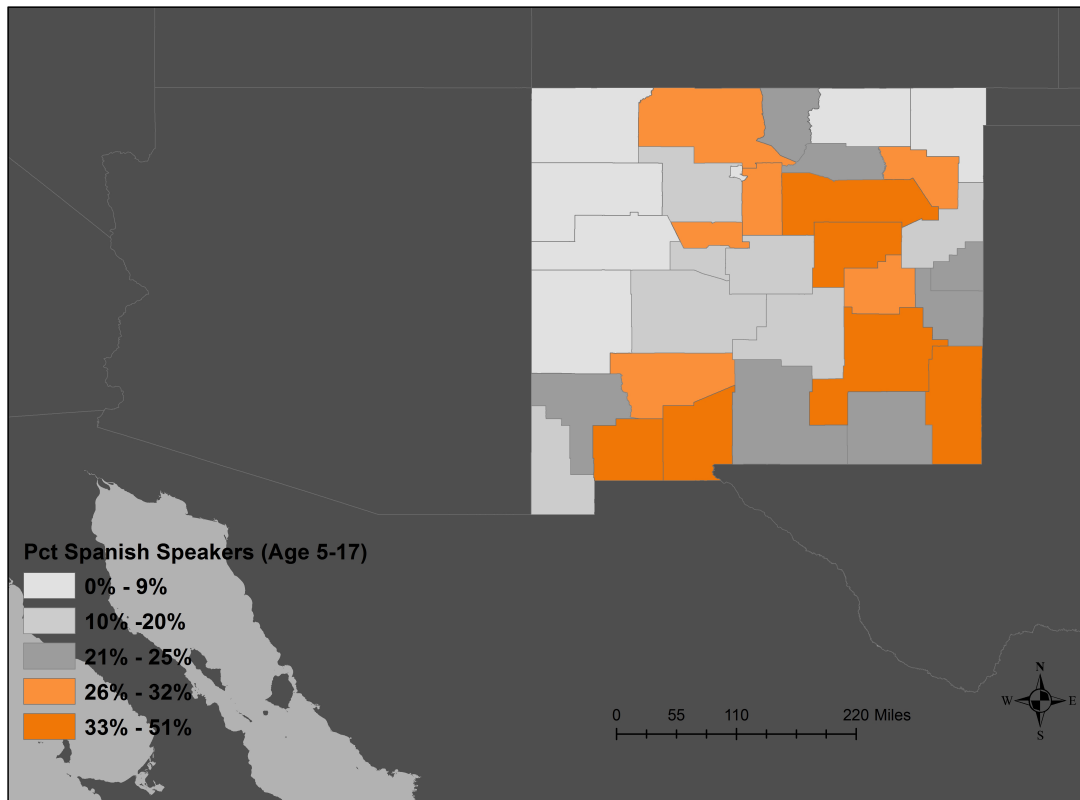 Pct Spanish Speakers (Age 5-17)
0% - 9%
10% -20%
21% - 25%
26% - 32%
33% - 51%
0 55 110 220 Miles
N
W E
S